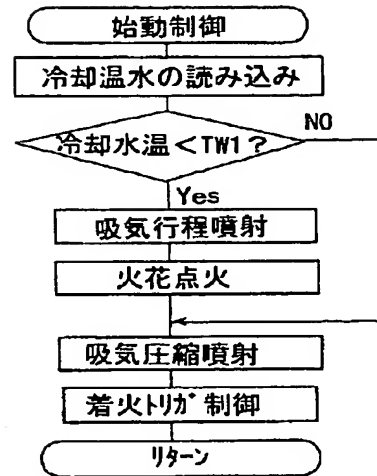 始動制御
冷却温水の読み込み
冷却水温<TW1?
NO
Yes
吸気行程噴射
火花点火
吸気圧縮噴射
着火トリガ制御
リターン